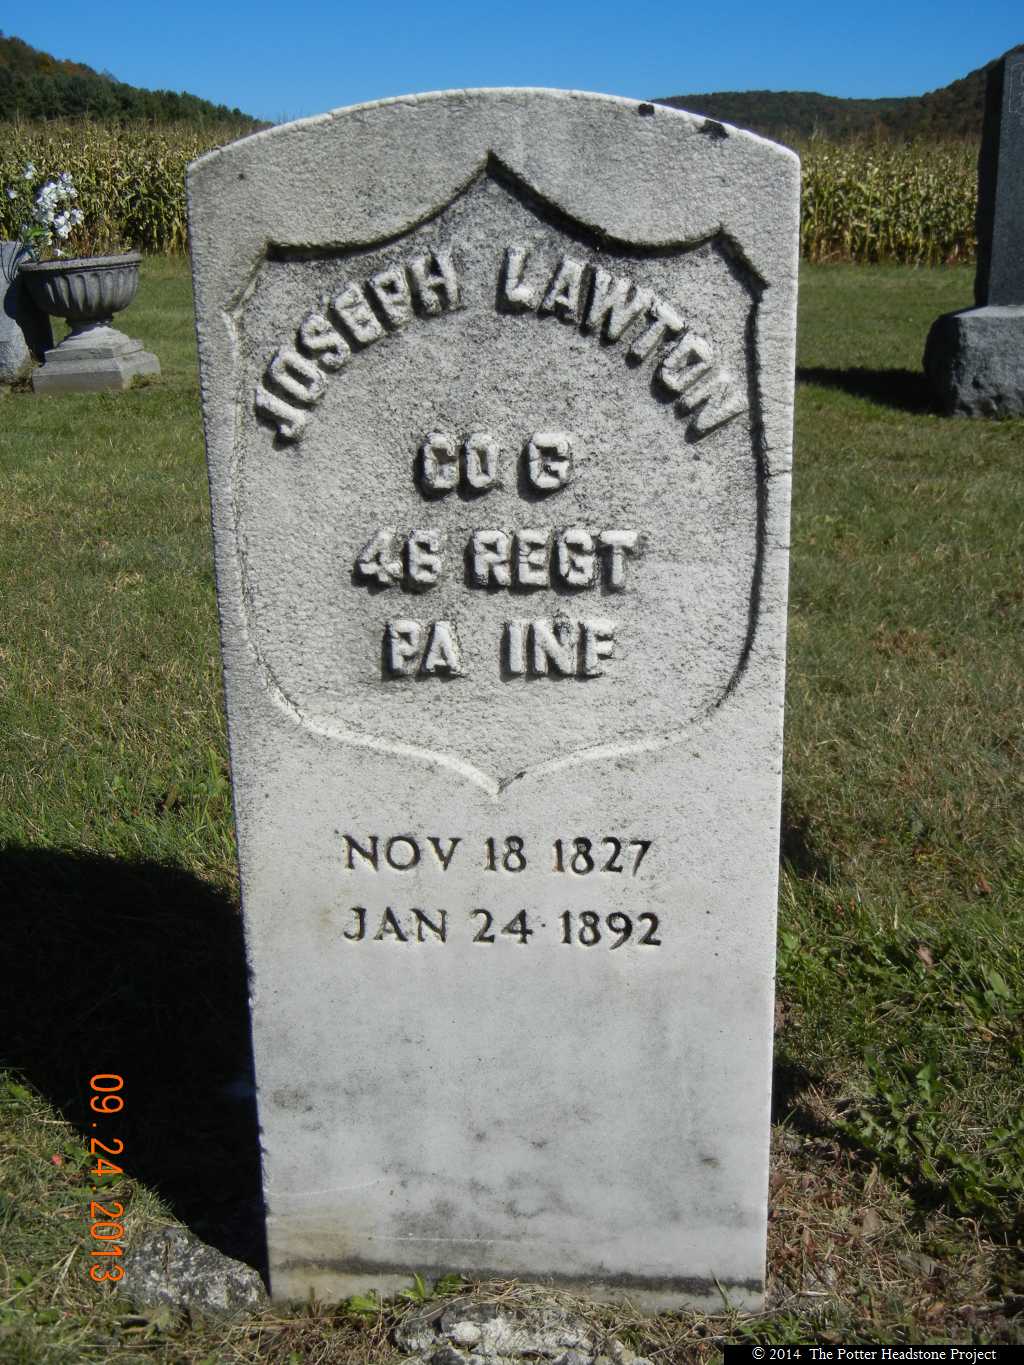 JOSEPH LAWTON
CO G
46 REGT
PA INF
NOV 18 1827
JAN 24 1892
09.24.2013
© 2014 The Potter Headstone Project